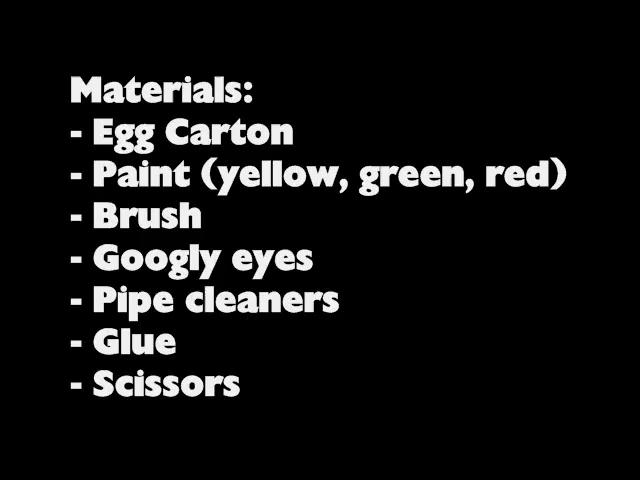 Materials:
- Egg Carton
- Paint (yellow, green, red)
- Brush
- Googly eyes
- Pipe cleaners
- Glue
- Scissors